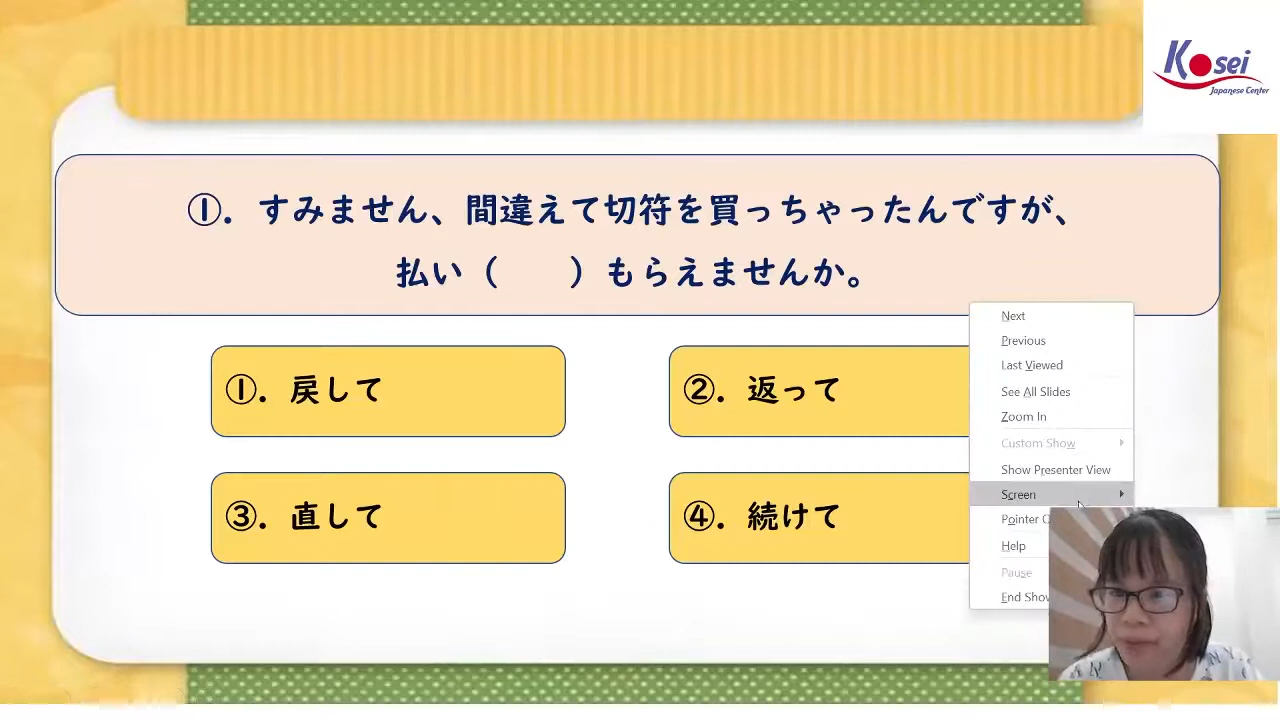 Kosei
Japanese Center
①．すみません、間違えて切符を買っちゃったんですが、
払い（　　）もらえませんか。
①．戻して
②．返って
③．直して
④．続けて
Next
Previous
Last Viewed
See All Slides
Zoom In
Custom Show
Show Presenter View
Screen
Pointer
Help
Pause
End